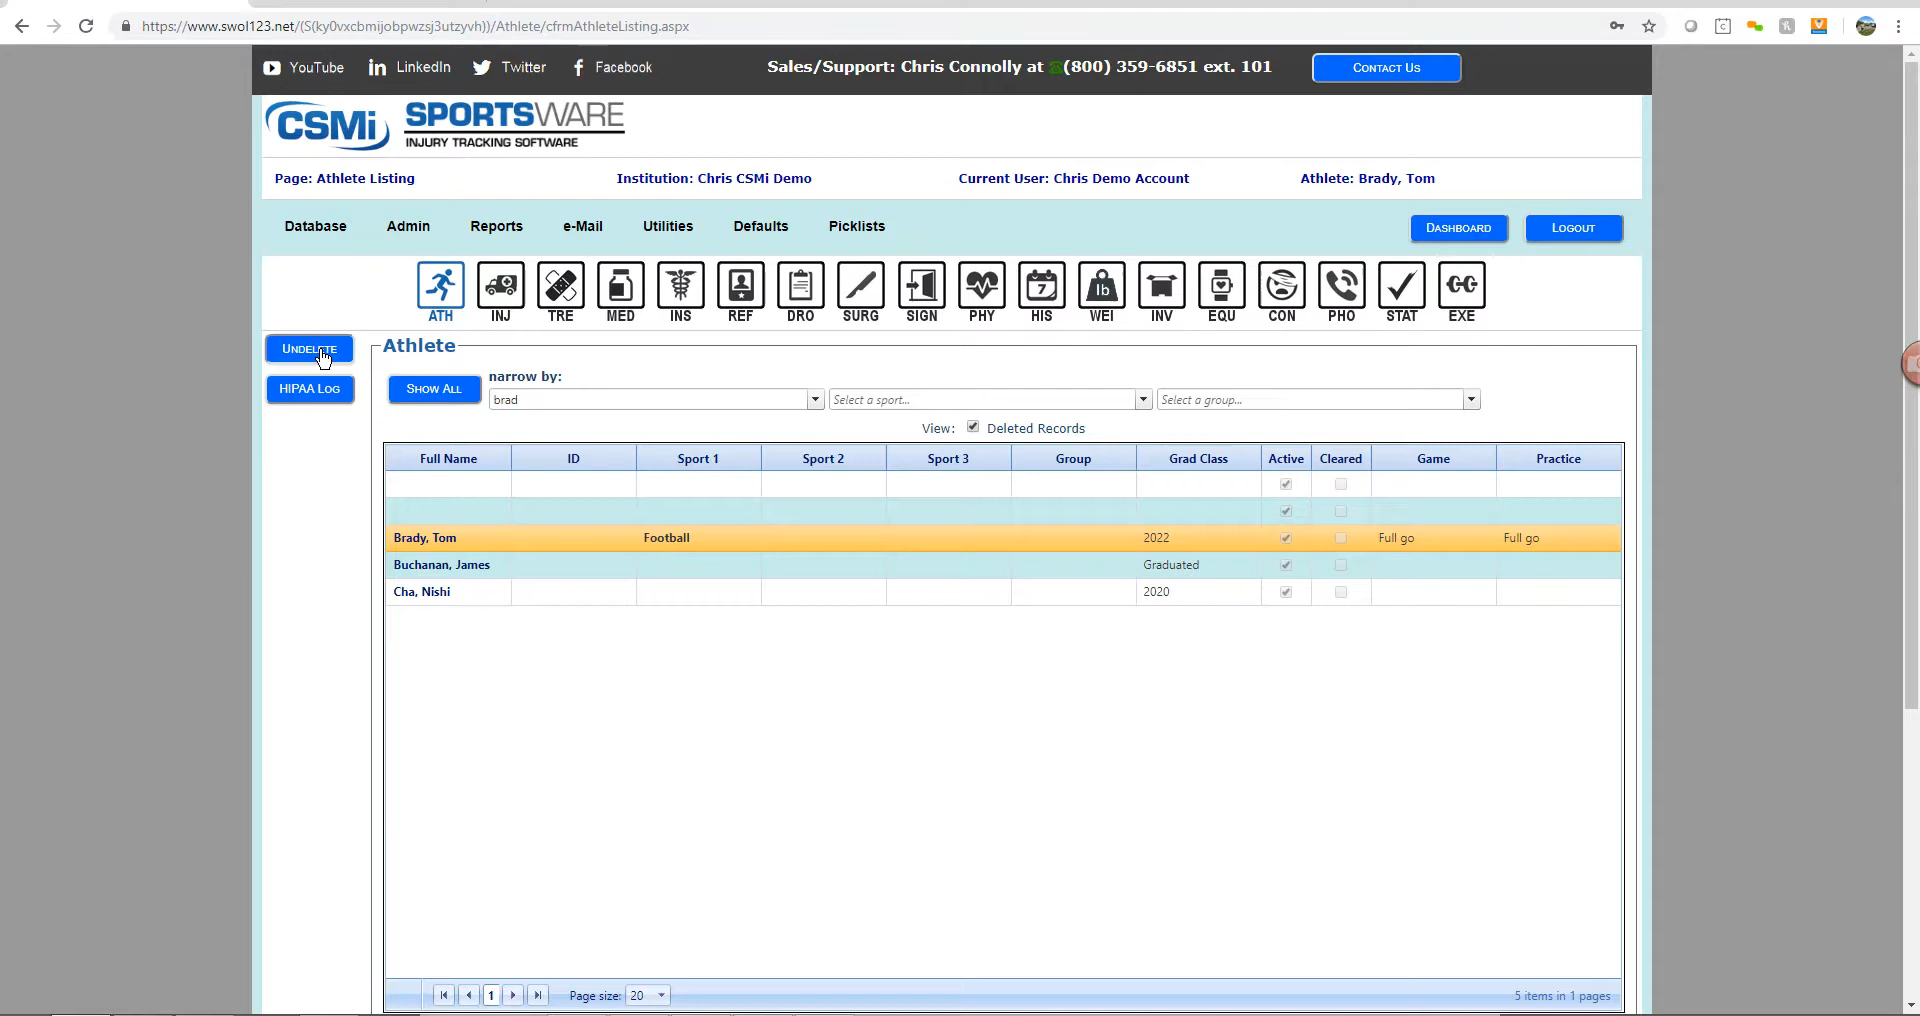 https://www.swol123.net/(S(ky0vxcbmijobpwzsj3utzyvh))/Athlete/cfrmAthleteListing.aspx
YouTube LinkedIn Twitter Facebook Sales/Support: Chris Connolly at (800) 359-6851 ext. 101 CONTACT US
CSMi SPORTSWARE
INJURY TRACKING SOFTWARE
Page: Athlete Listing Institution: Chris CSMi Demo Current User: Chris Demo Account Athlete: Brady, Tom
Database Admin Reports e-Mail Utilities Defaults Picklists DASHBOARD LOGOUT
7 lb
ATH INJ TRE MED INS REF DRO SURG SIGN PHY HIS WEI INV EQU CON PHO STAT EXE
UNDELETE Athlete
narrow by:
HIPAA LOG SHOW ALL brad Select a sport... Select a group...
View: Deleted Records
Full Name ID Sport 1 Sport 2 Sport 3 Group Grad Class Active Cleared Game Practice
Brady, Tom Football 2022 Full go Full go
Buchanan, James Graduated
Cha, Nishi 2020
1 Page size: 20 5 items in 1 pages